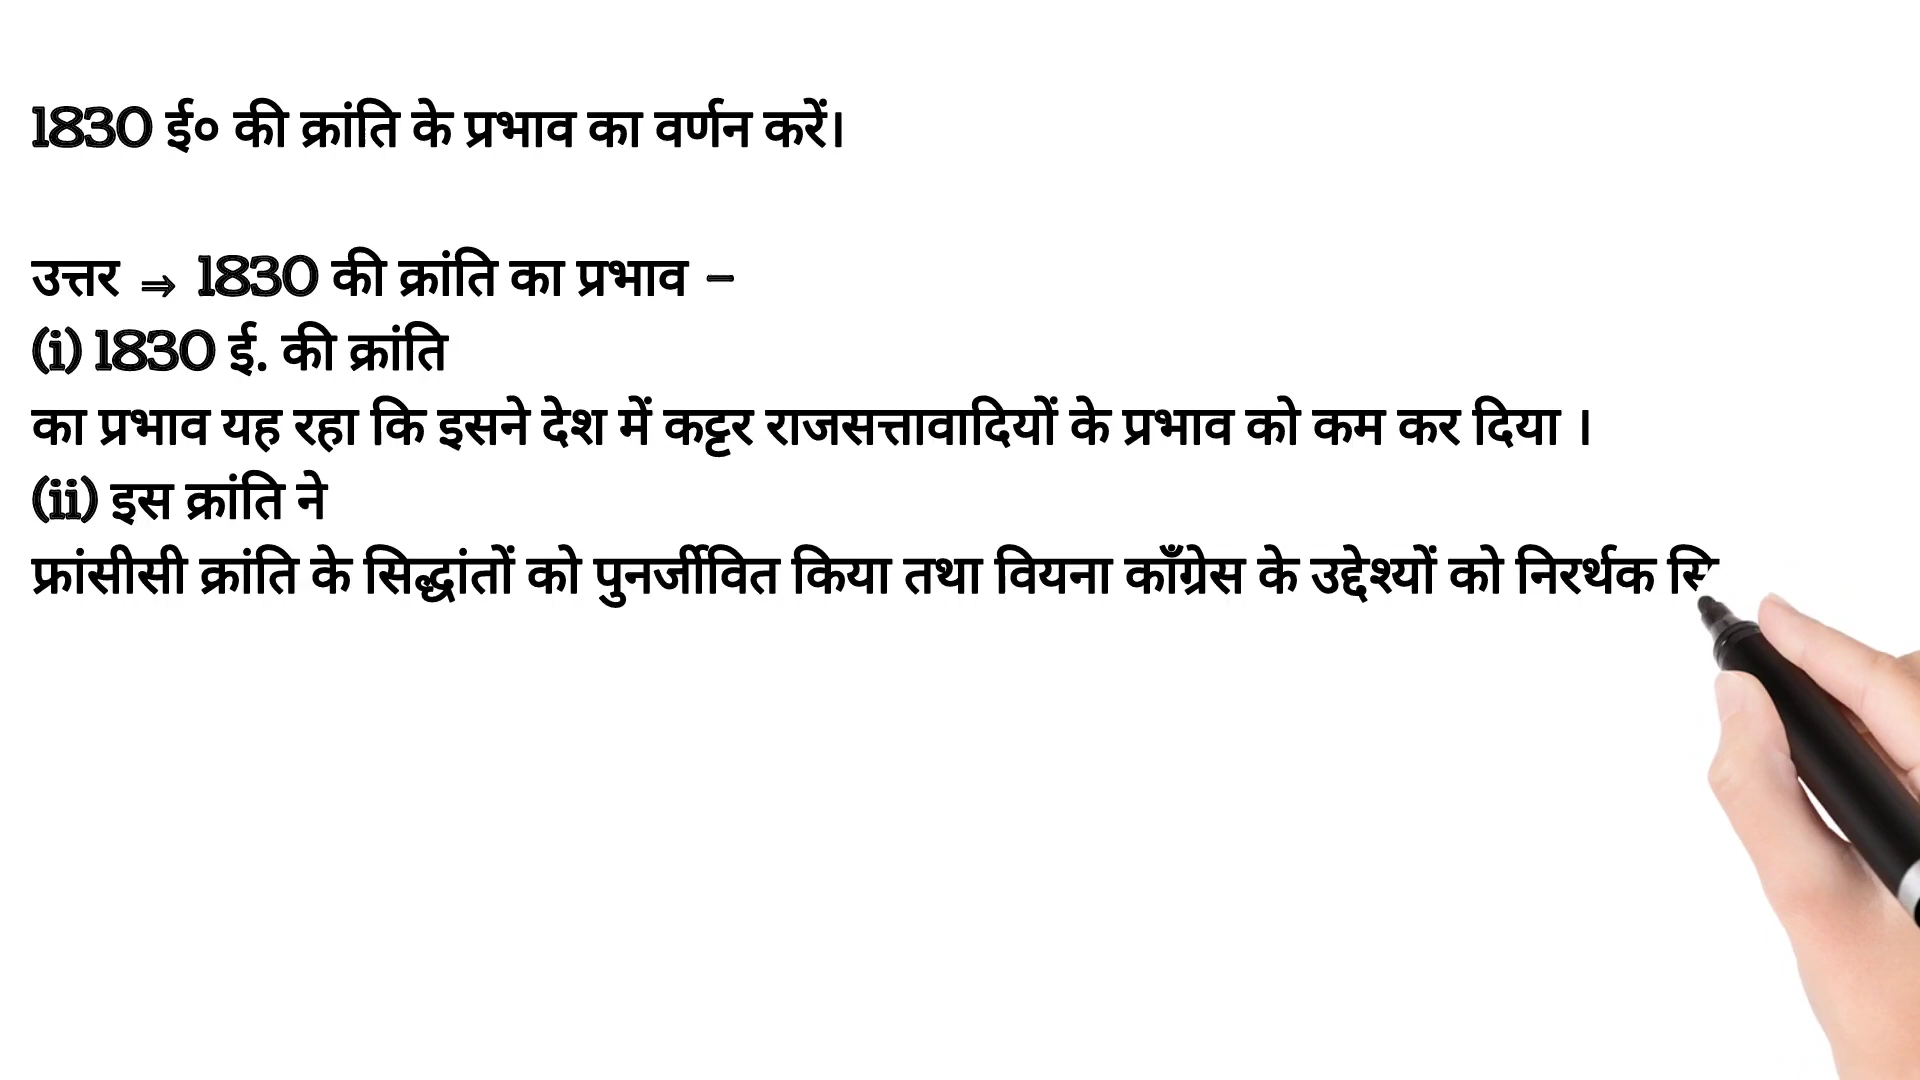 1830 ई० की क्रांति के प्रभाव का वर्णन करें।
उत्तर ⇒ 1830 की क्रांति का प्रभाव –
(i) 1830 ई. की क्रांति
का प्रभाव यह रहा कि इसने देश में कट्टर राजसत्तावादियों के प्रभाव को कम कर दिया ।
(ii) इस क्रांति ने
फ्रांसीसी क्रांति के सिद्धांतों को पुनर्जीवित किया तथा वियना काँग्रेस के उद्देश्यों को निरर्थक